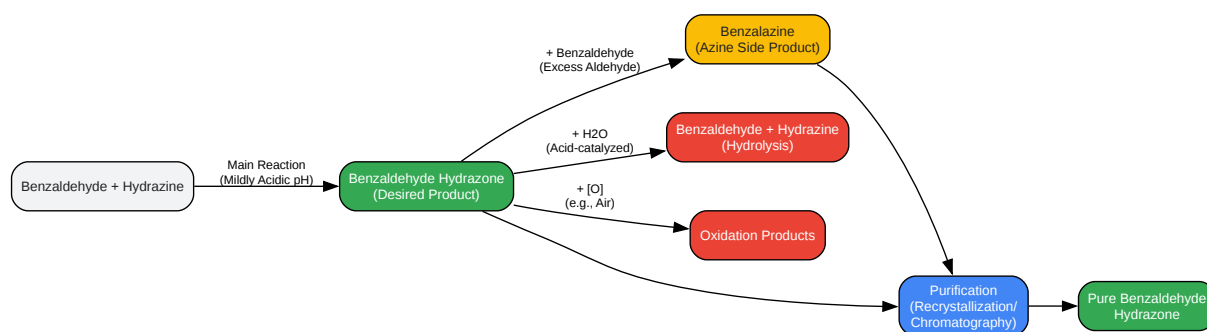 Benzaldehyde + Hydrazine
Main Reaction
(Mildly Acidic pH)
Benzaldehyde Hydrazone
(Desired Product)
+ Benzaldehyde
(Excess Aldehyde)
Benzalazine
(Azine Side Product)
+ H2O
(Acid-catalyzed)
Benzaldehyde + Hydrazine
(Hydrolysis)
+ [O]
(e.g., Air)
Oxidation Products
Purification
(Recrystallization/
Chromatography)
Pure Benzaldehyde
Hydrazone